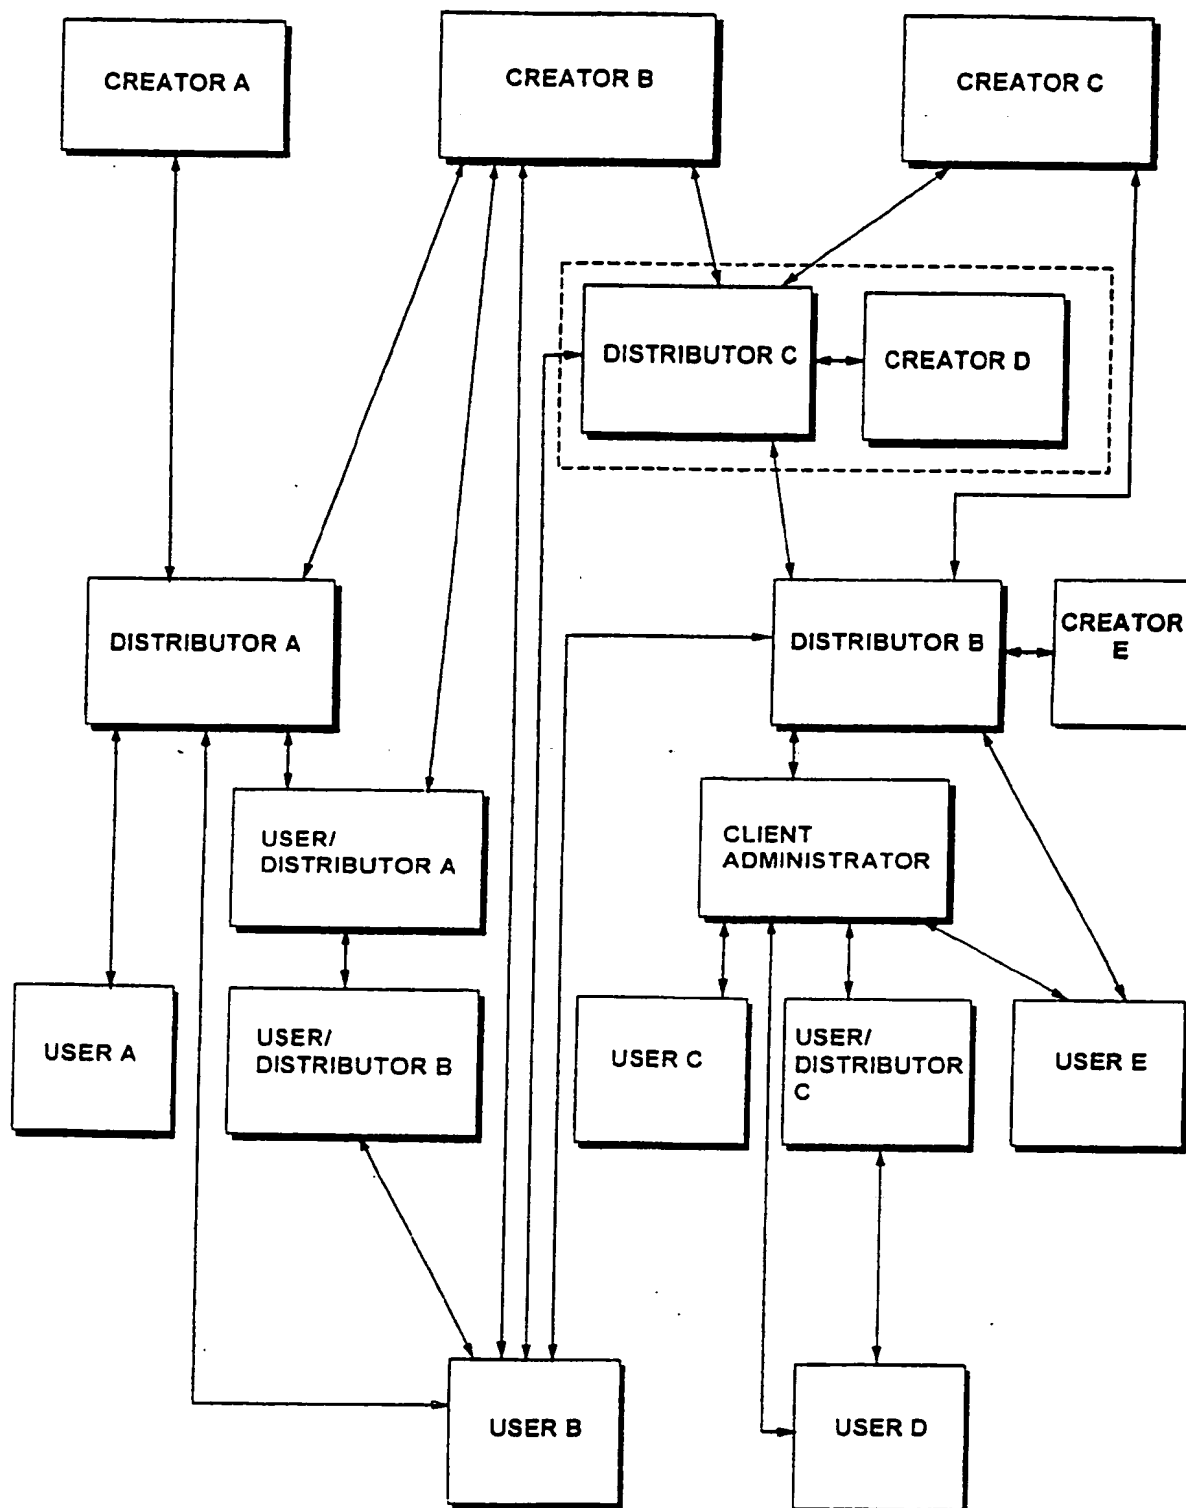 CREATOR A
CREATOR B
CREATOR C
DISTRIBUTOR C
CREATOR D
DISTRIBUTOR A
DISTRIBUTOR B
CREATOR
E
USER/
DISTRIBUTOR A
CLIENT
ADMINISTRATOR
USER A
USER/
DISTRIBUTOR B
USER C
USER/
DISTRIBUTOR
C
USER E
USER B
USER D